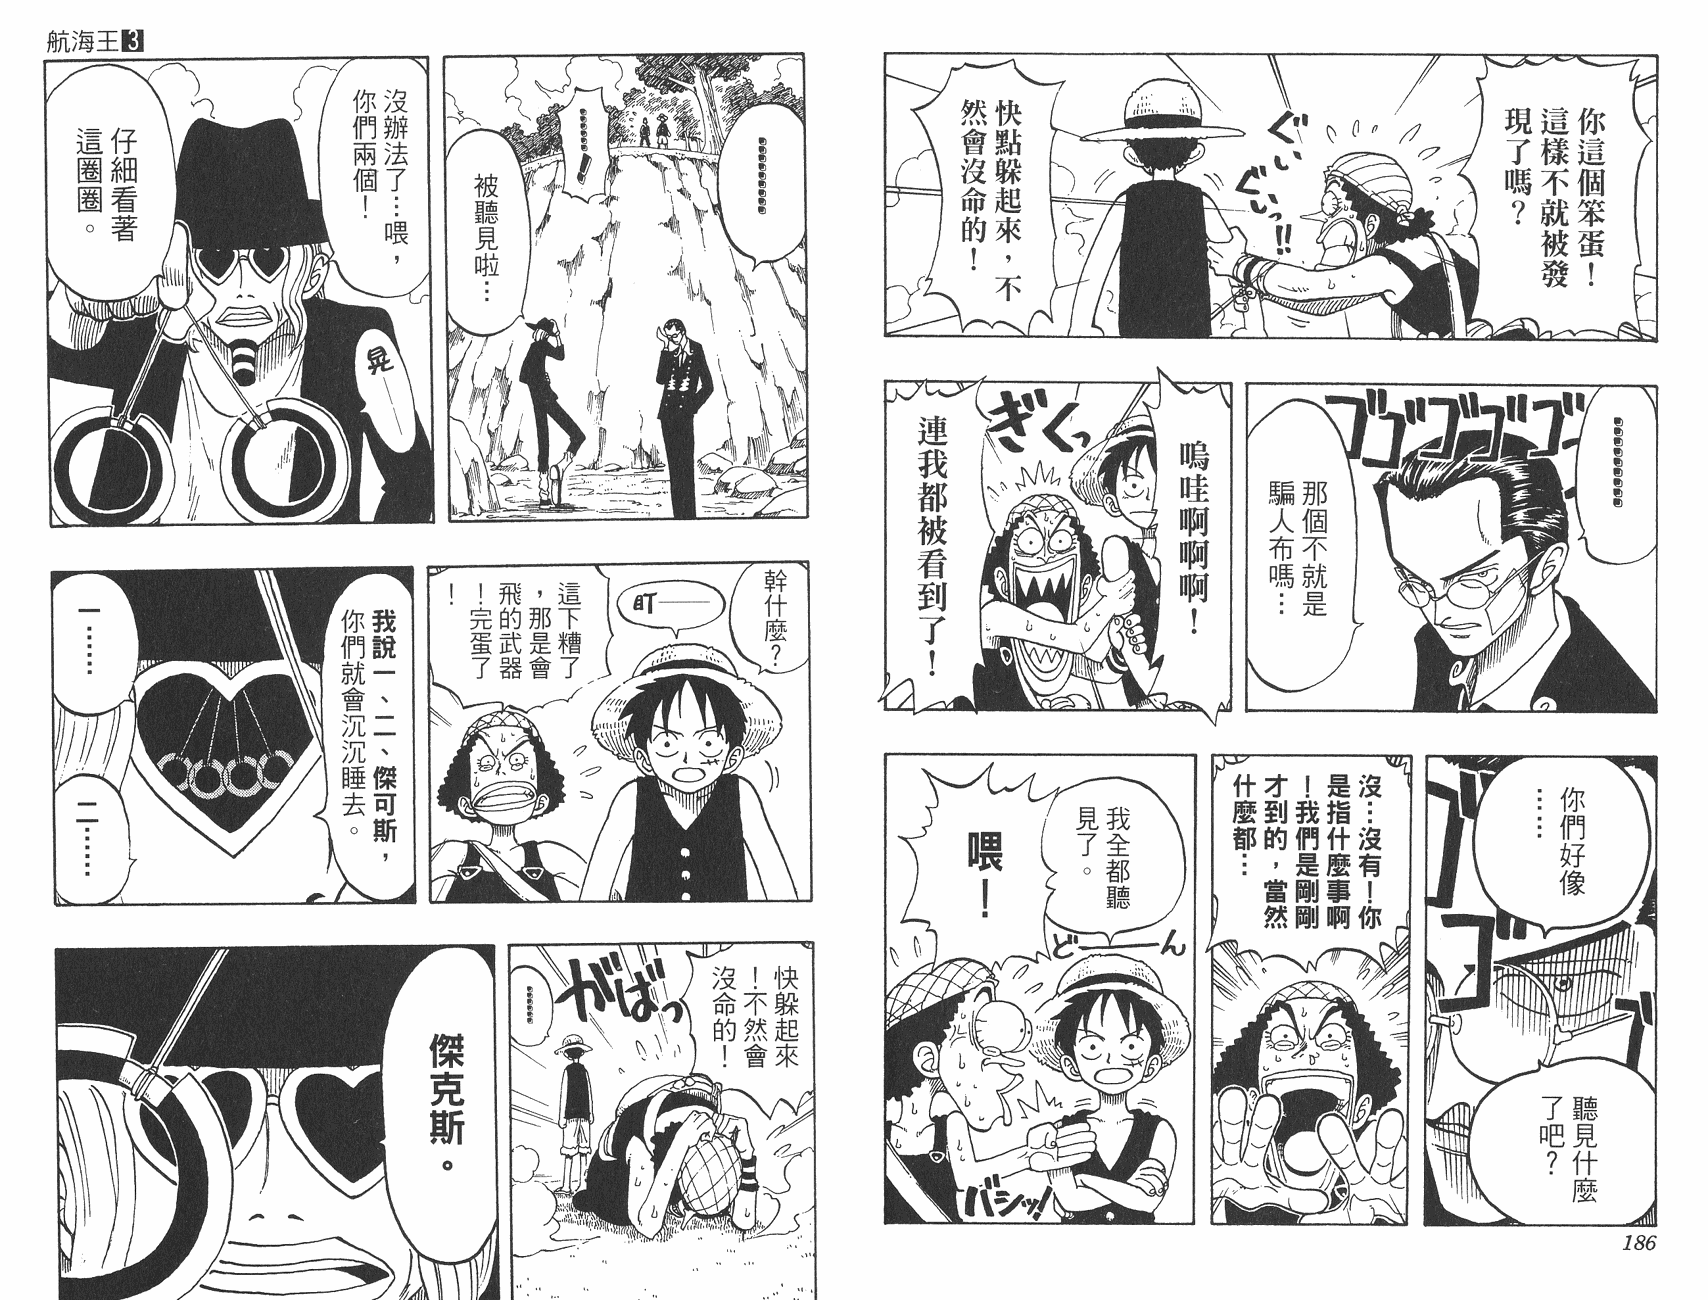 你這個笨蛋！
這樣不就被發
現了嗎？
ぐい
ぐいっ!!
快點躲起來，不
然會沒命的！
………
ゴゴゴゴゴ
那個不就是
騙人布嗎…
嗚哇啊啊啊！
ぎくっ
連我都被看到了！
你們好像
……
ゴ
ゴ
聽見什麼
了吧？
沒…沒有！你
是指什麼事啊
！我們是剛剛
才到的，當然
什麼都…
我全都聽
見了。
どーん
喂！
バシッ!
186
航海王3
………
……！
被聽見啦…
沒辦法了…喂，
你們兩個！
仔細看著
這圈圈。
晃—
幹什麼？
盯—
這下糟了
，那是會
飛的武器
！完蛋了
！
我說一、二、傑可斯，
你們就會沉沉睡去。
一……
二……
快躲起來
！不然會
沒命的！
がばっ
……
傑克斯。